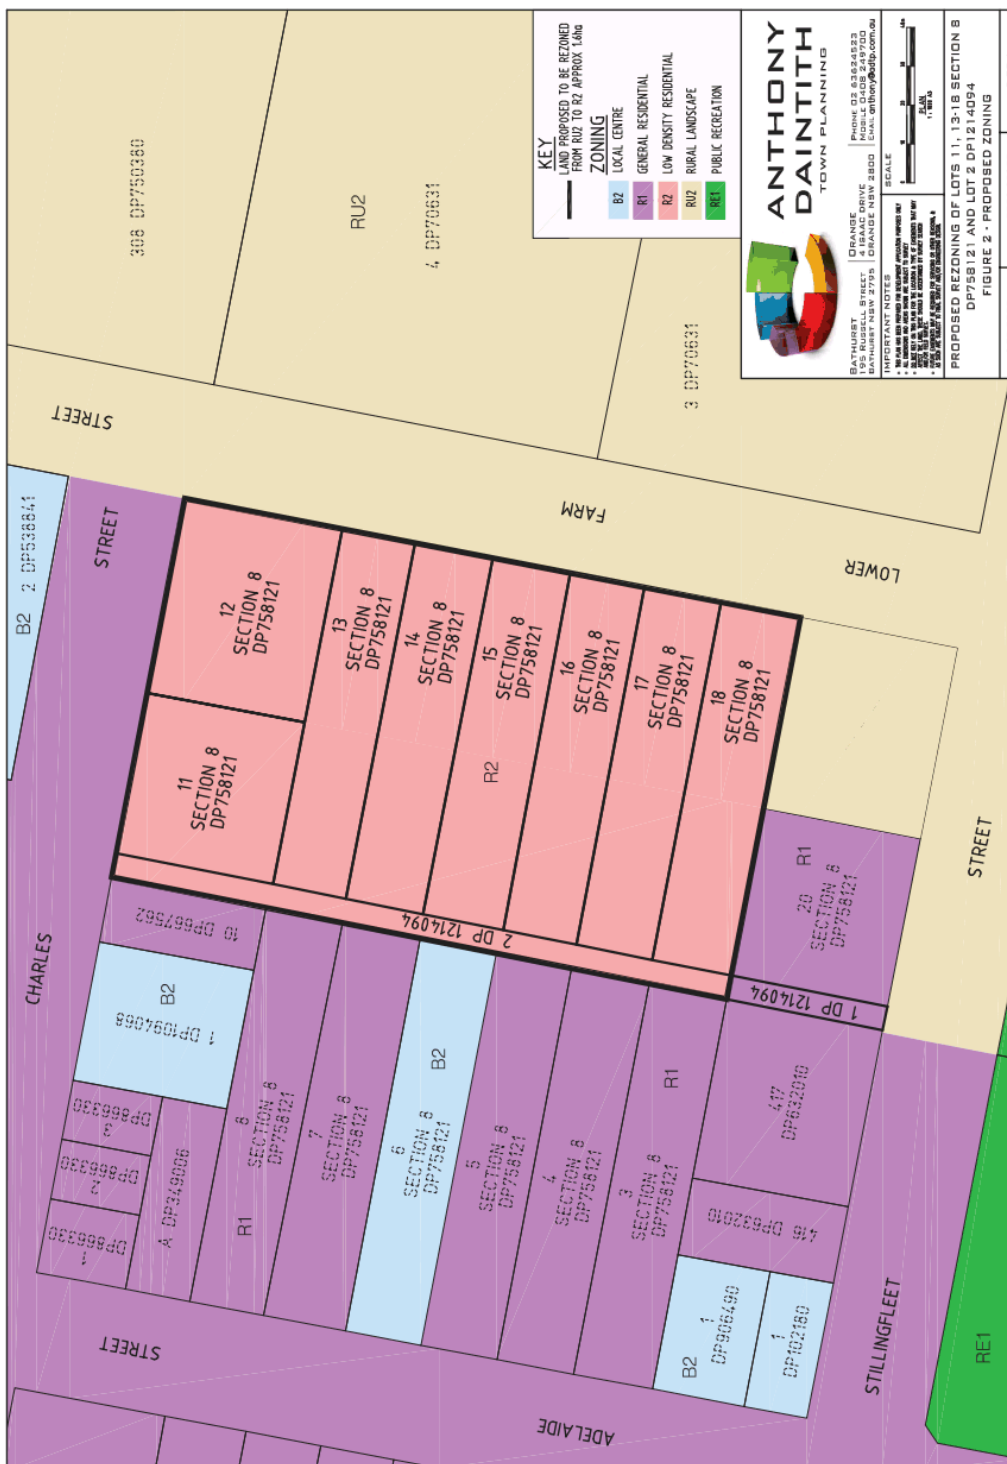 308 DP750380
RU2
4 DP70631
3 DP70631
STREET
FARM
LOWER
B2
2 DP538841
STREET
CHARLES
12
SECTION 8
DP758121
11
SECTION 8
DP758121
13
SECTION 8
DP758121
14
SECTION 8
DP758121
15
SECTION 8
DP758121
16
SECTION 8
DP758121
17
SECTION 8
DP758121
18
SECTION 8
DP758121
R2
2 DP 1214094
1 DP 1214094
R1
20
SECTION 8
DP758121
STREET
10 DP667562
B2
1 DP1094068
3
DP866330
2
DP866330
1
DP866330
A DP349006
8
SECTION 8
DP758121
R1
7
SECTION 8
DP758121
6
SECTION 8
DP758121
B2
5
SECTION 8
DP758121
4
SECTION 8
DP758121
3
SECTION 8
DP758121
R1
417
DP632010
416 DP632010
B2
1
DP906490
1
DP102180
STREET
ADELAIDE
STILLINGFLEET
RE1
KEY
LAND PROPOSED TO BE REZONED
FROM RU2 TO R2 APPROX 1.6ha
ZONING
B2 LOCAL CENTRE
R1 GENERAL RESIDENTIAL
R2 LOW DENSITY RESIDENTIAL
RU2 RURAL LANDSCAPE
RE1 PUBLIC RECREATION
ANTHONY
DAINTITH
TOWN PLANNING
BATHURST
195 RUSSELL STREET
BATHURST NSW 2795
ORANGE
4 ISAAC DRIVE
ORANGE NSW 2800
PHONE 02 63624523
MOBILE 0408 249700
EMAIL anthony@adtp.com.au
IMPORTANT NOTES
SCALE
PLAN
PROPOSED REZONING OF LOTS 11, 13-18 SECTION 8
DP758121 AND LOT 2 DP1214094
FIGURE 2 - PROPOSED ZONING